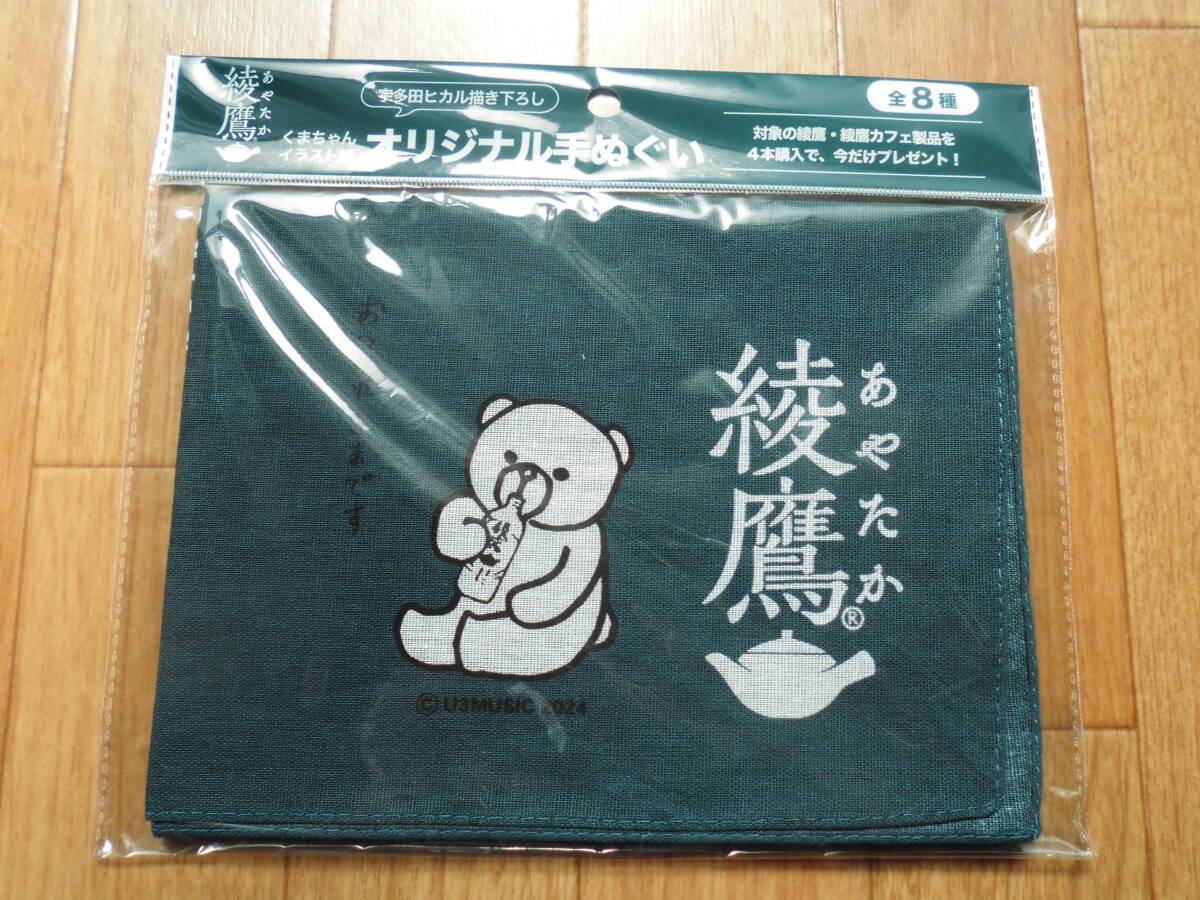 綾鷹
あやたか
宇多田ヒカル描き下ろし
くまちゃん
イラスト
オリジナル手ぬぐい
全8種
対象の綾鷹・綾鷹カフェ製品を
4本購入で、今だけプレゼント!
綾鷹®
あやたか
まです
© U3MUSIC 2024